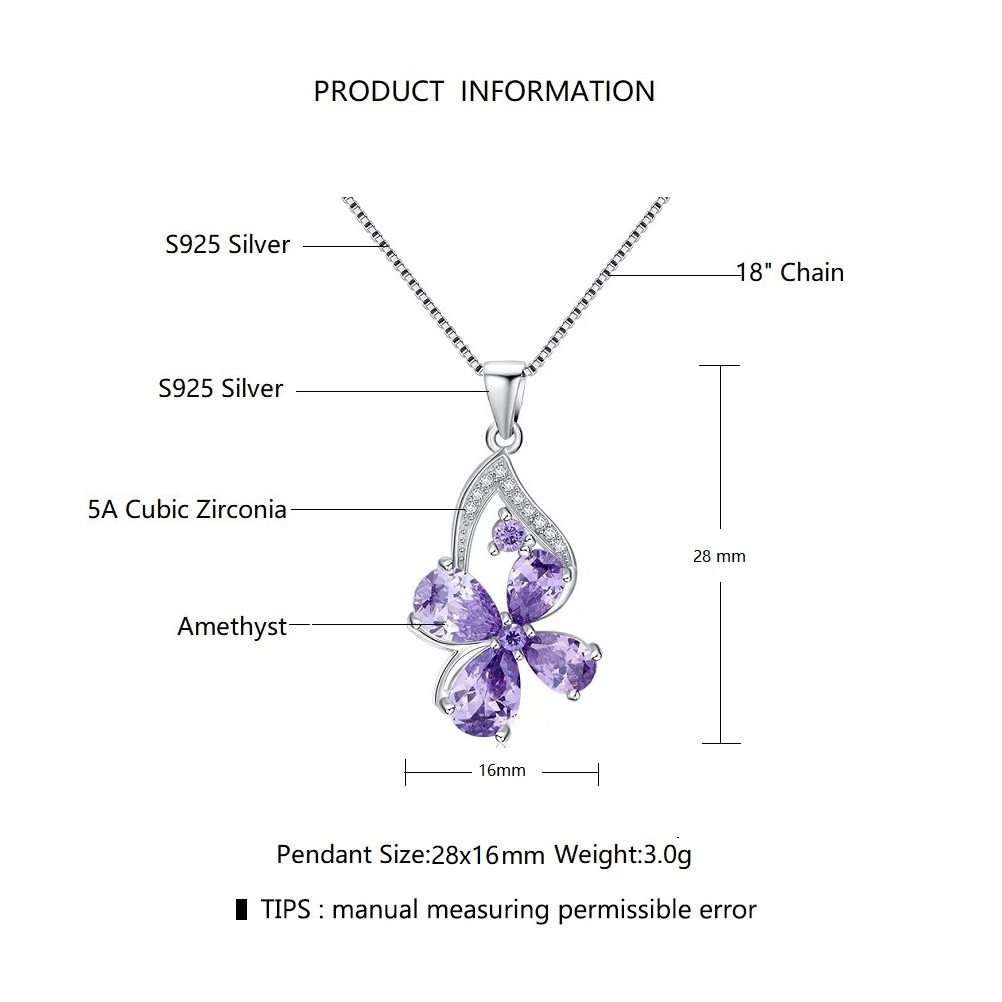 PRODUCT INFORMATION
S925 Silver
18" Chain
S925 Silver
5A Cubic Zirconia
28 mm
Amethyst
16mm
Pendant Size:28x16mm Weight:3.0g
TIPS : manual measuring permissible error